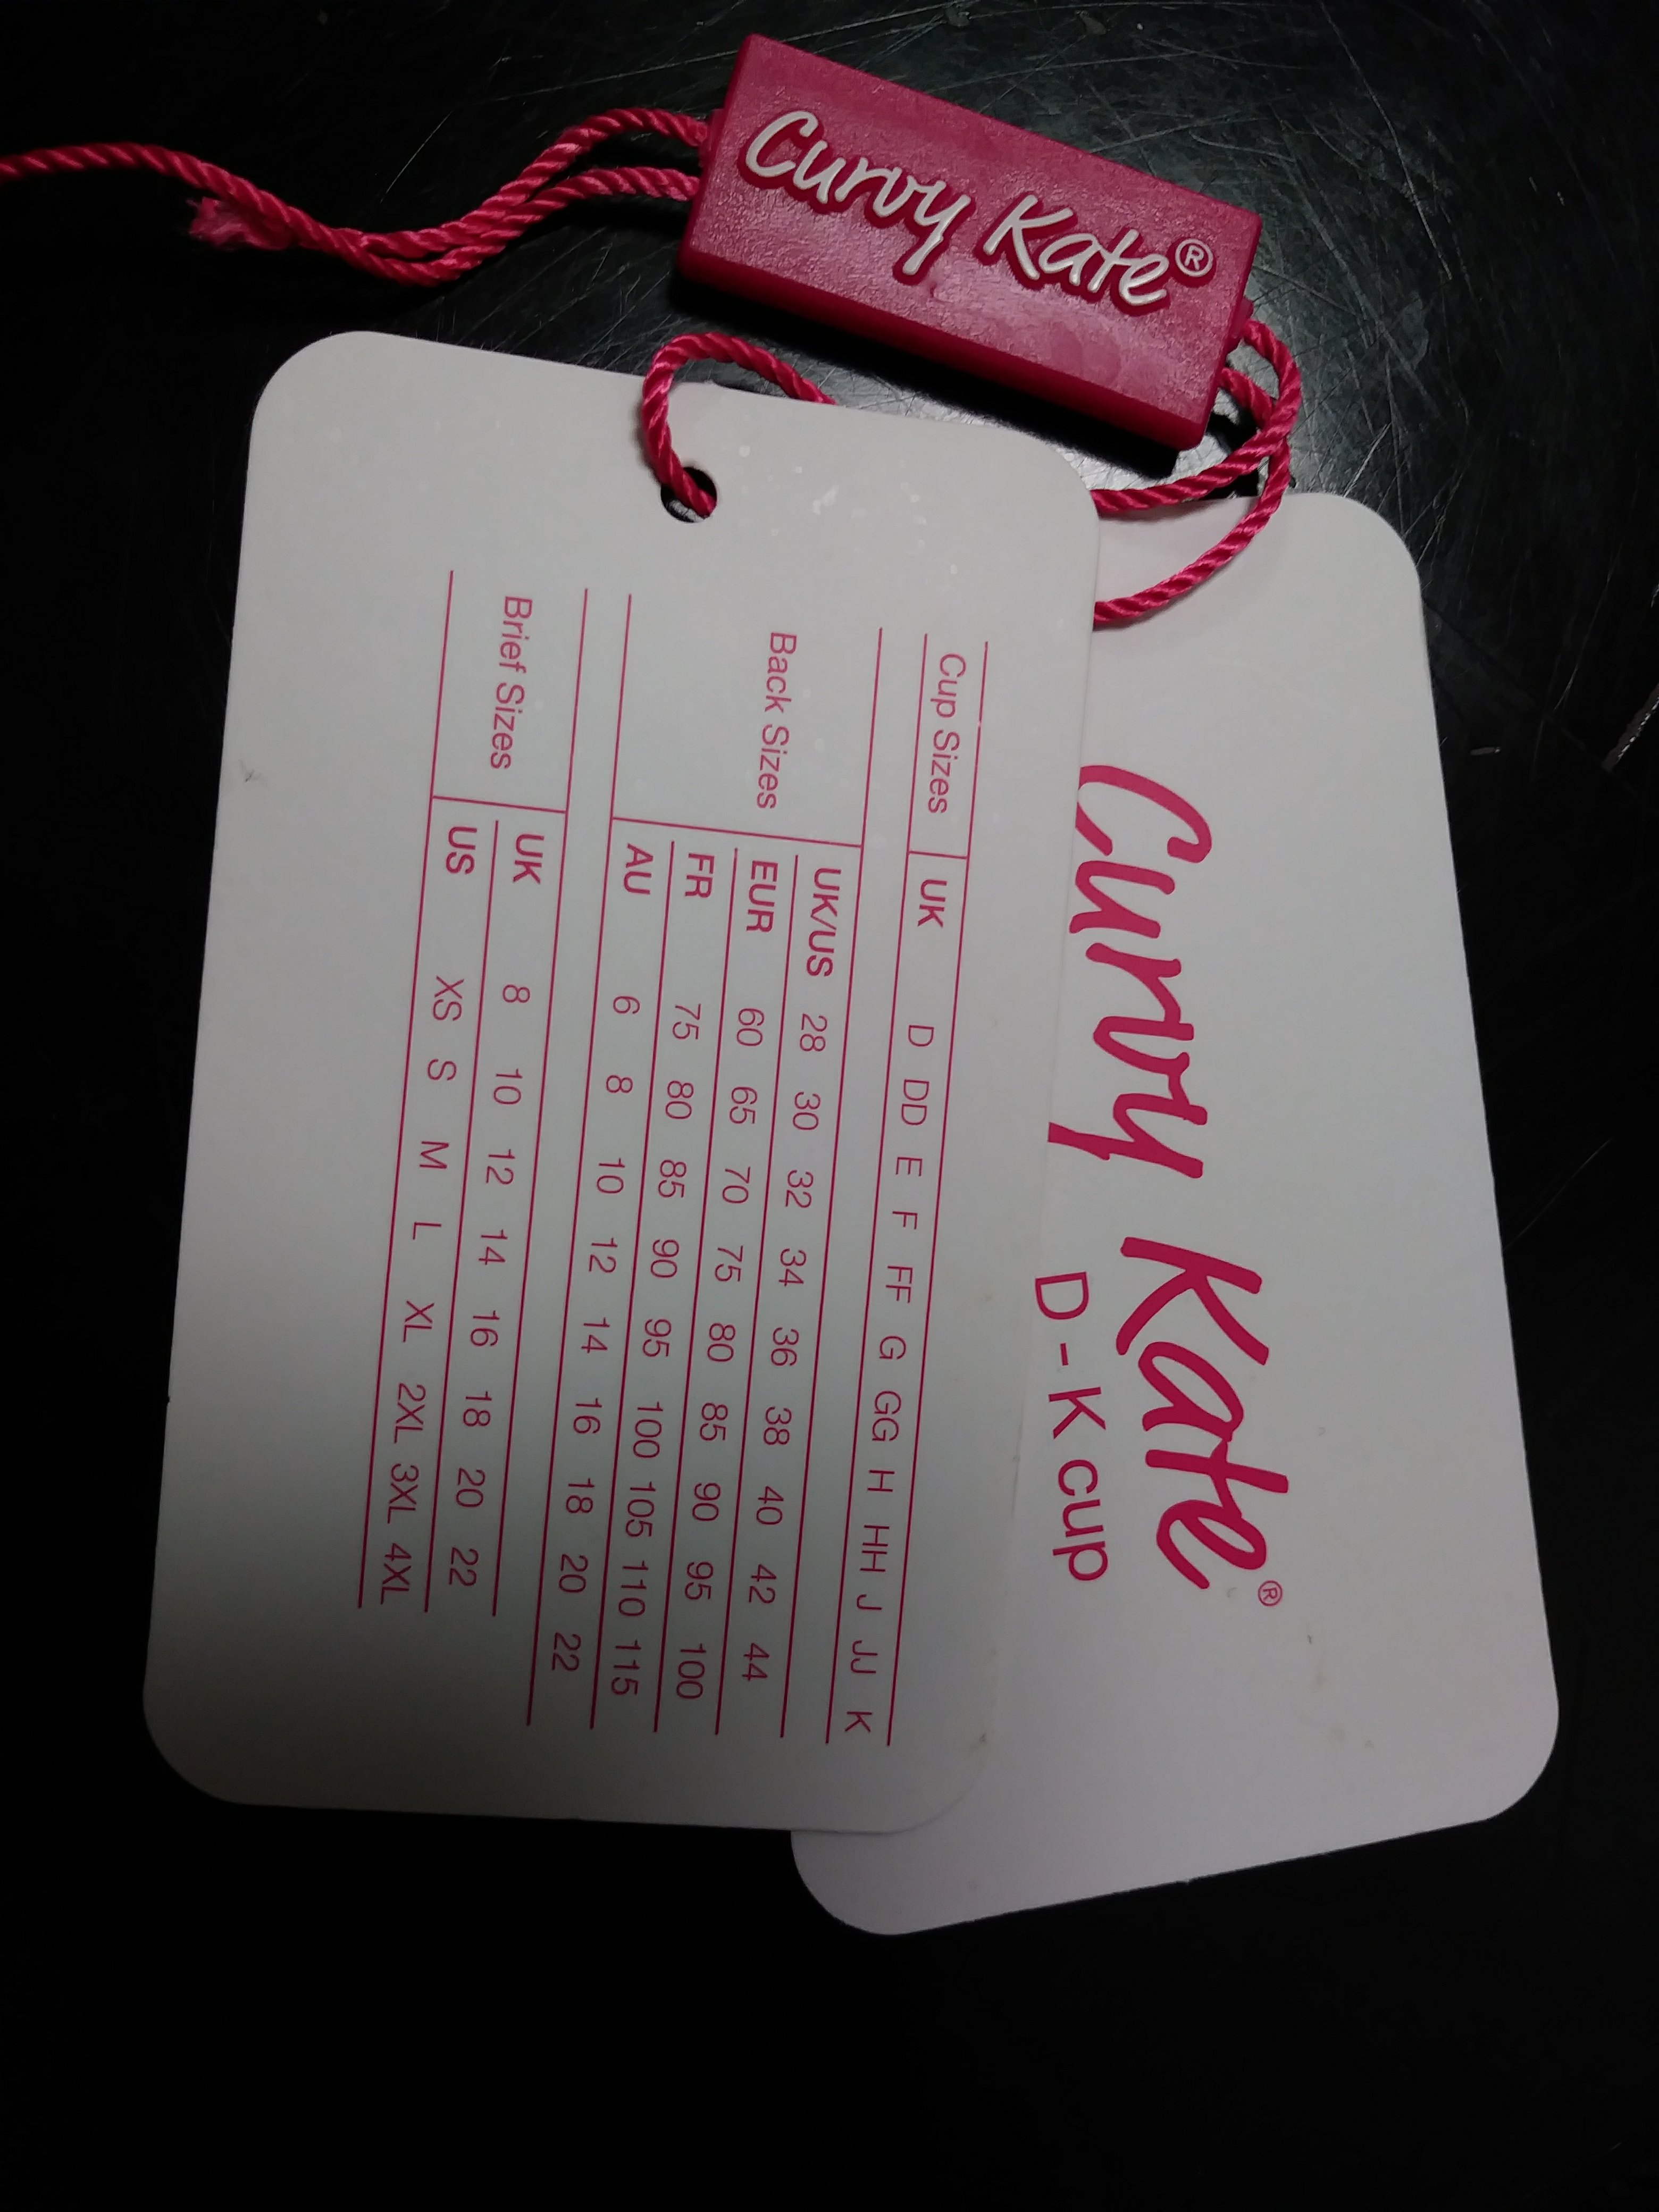 Curvy Kate®
Curvy Kate®
D - K cup
Cup Sizes UK D DD E F FF G GG H HH J JJ K
Back Sizes
UK/US 28 30 32 34 36 38 40 42 44
EUR 60 65 70 75 80 85 90 95 100
FR 75 80 85 90 95 100 105 110 115
AU 6 8 10 12 14 16 18 20 22
Brief Sizes
UK 8 10 12 14 16 18 20 22
US XS S M L XL 2XL 3XL 4XL